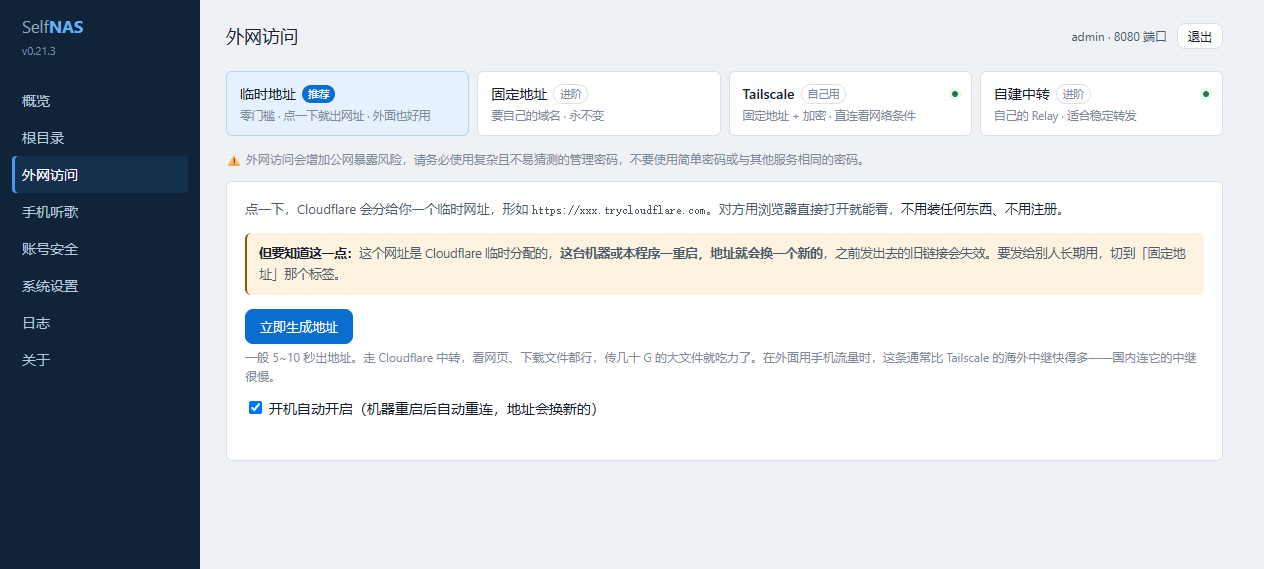 SelfNAS
v0.21.3
概览
根目录
外网访问
手机听歌
账号安全
系统设置
日志
关于
外网访问
admin · 8080 端口
退出
临时地址 推荐
零门槛 · 点一下就出网址 · 外面也好用
固定地址 进阶
要自己的域名 · 永不变
Tailscale 自己用
固定地址 + 加密 · 直连看网络条件
自建中转 进阶
自己的 Relay · 适合稳定转发
外网访问会增加公网暴露风险，请务必使用复杂且不易猜测的管理密码，不要使用简单密码或与其他服务相同的密码。
点一下，Cloudflare 会分给你一个临时网址，形如 https://xxx.trycloudflare.com。对方用浏览器直接打开就能看，不用装任何东西、不用注册。
但要知道这一点：这个网址是 Cloudflare 临时分配的，这台机器或本程序一重启，地址就会换一个新的，之前发出去的旧链接会失效。要发给别人长期用，切到「固定地
址」那个标签。
立即生成地址
一般 5~10 秒出地址。走 Cloudflare 中转，看网页、下载文件都行，传几十 G 的大文件就吃力了。在外面用手机流量时，这条通常比 Tailscale 的海外中继快得多——国内连它的中继
很慢。
开机自动开启（机器重启后自动重连，地址会换新的）